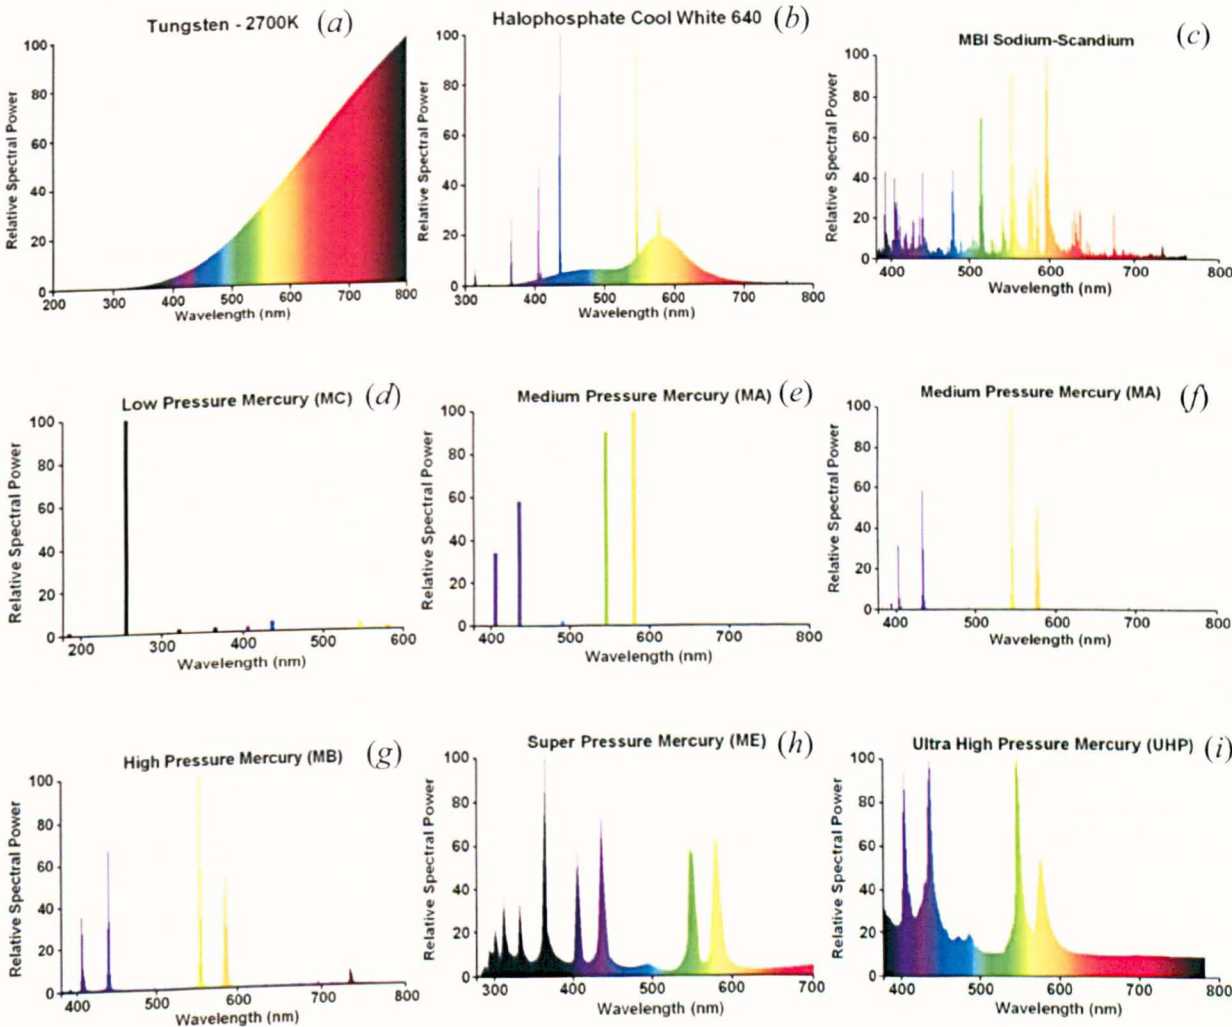 Tungsten - 2700K (a)
Relative Spectral Power
100
80
60
40
20
0
200 300 400 500 600 700 800
Wavelength (nm)
Halophosphate Cool White 640 (b)
Relative Spectral Power
100
80
60
40
20
0
300 400 500 600 700 800
Wavelength (nm)
MBI Sodium-Scandium (c)
Relative Spectral Power
100
80
60
40
20
0
400 500 600 700 800
Wavelength (nm)
Low Pressure Mercury (MC) (d)
Relative Spectral Power
100
80
60
40
20
0
200 300 400 500 600
Wavelength (nm)
Medium Pressure Mercury (MA) (e)
Relative Spectral Power
100
80
60
40
20
0
400 500 600 700 800
Wavelength (nm)
Medium Pressure Mercury (MA) (f)
Relative Spectral Power
100
80
60
40
20
0
400 500 600 700 800
Wavelength (nm)
High Pressure Mercury (MB) (g)
Relative Spectral Power
100
80
60
40
20
0
400 500 600 700 800
Wavelength (nm)
Super Pressure Mercury (ME) (h)
Relative Spectral Power
100
80
60
40
20
0
300 400 500 600 700
Wavelength (nm)
Ultra High Pressure Mercury (UHP) (i)
Relative Spectral Power
100
80
60
40
20
0
400 500 600 700 800
Wavelength (nm)